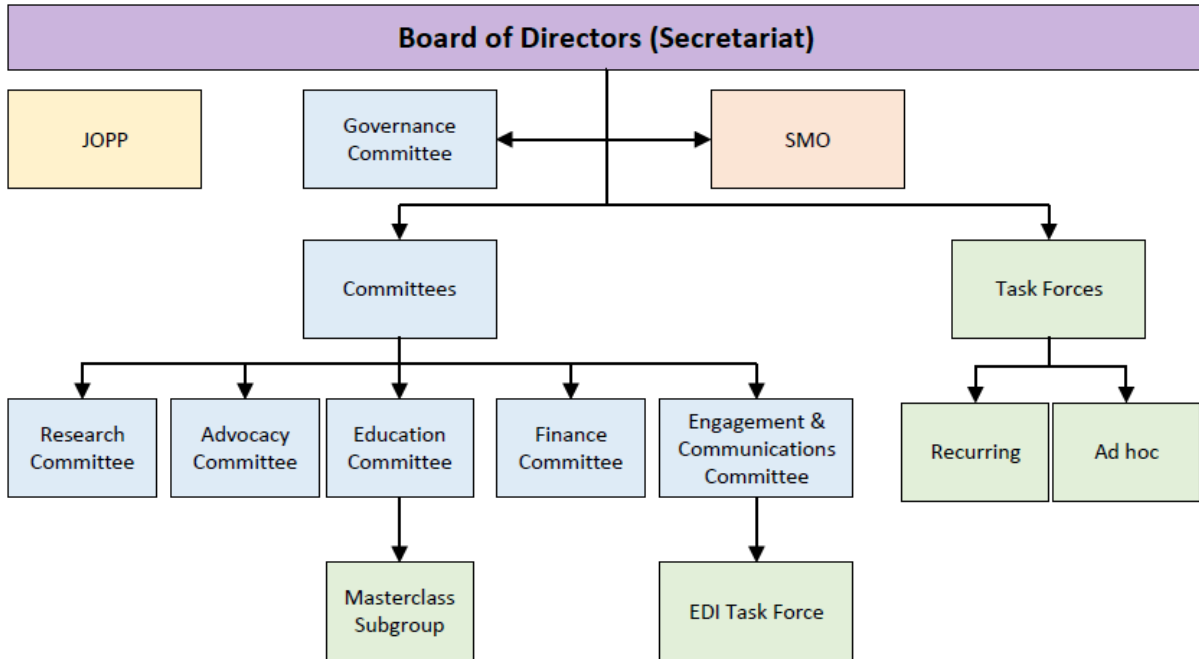 Board of Directors (Secretariat)
JOPP
Governance
Committee
SMO
Committees
Task Forces
Research
Committee
Advocacy
Committee
Education
Committee
Finance
Committee
Engagement &
Communications
Committee
Recurring
Ad hoc
Masterclass
Subgroup
EDI Task Force